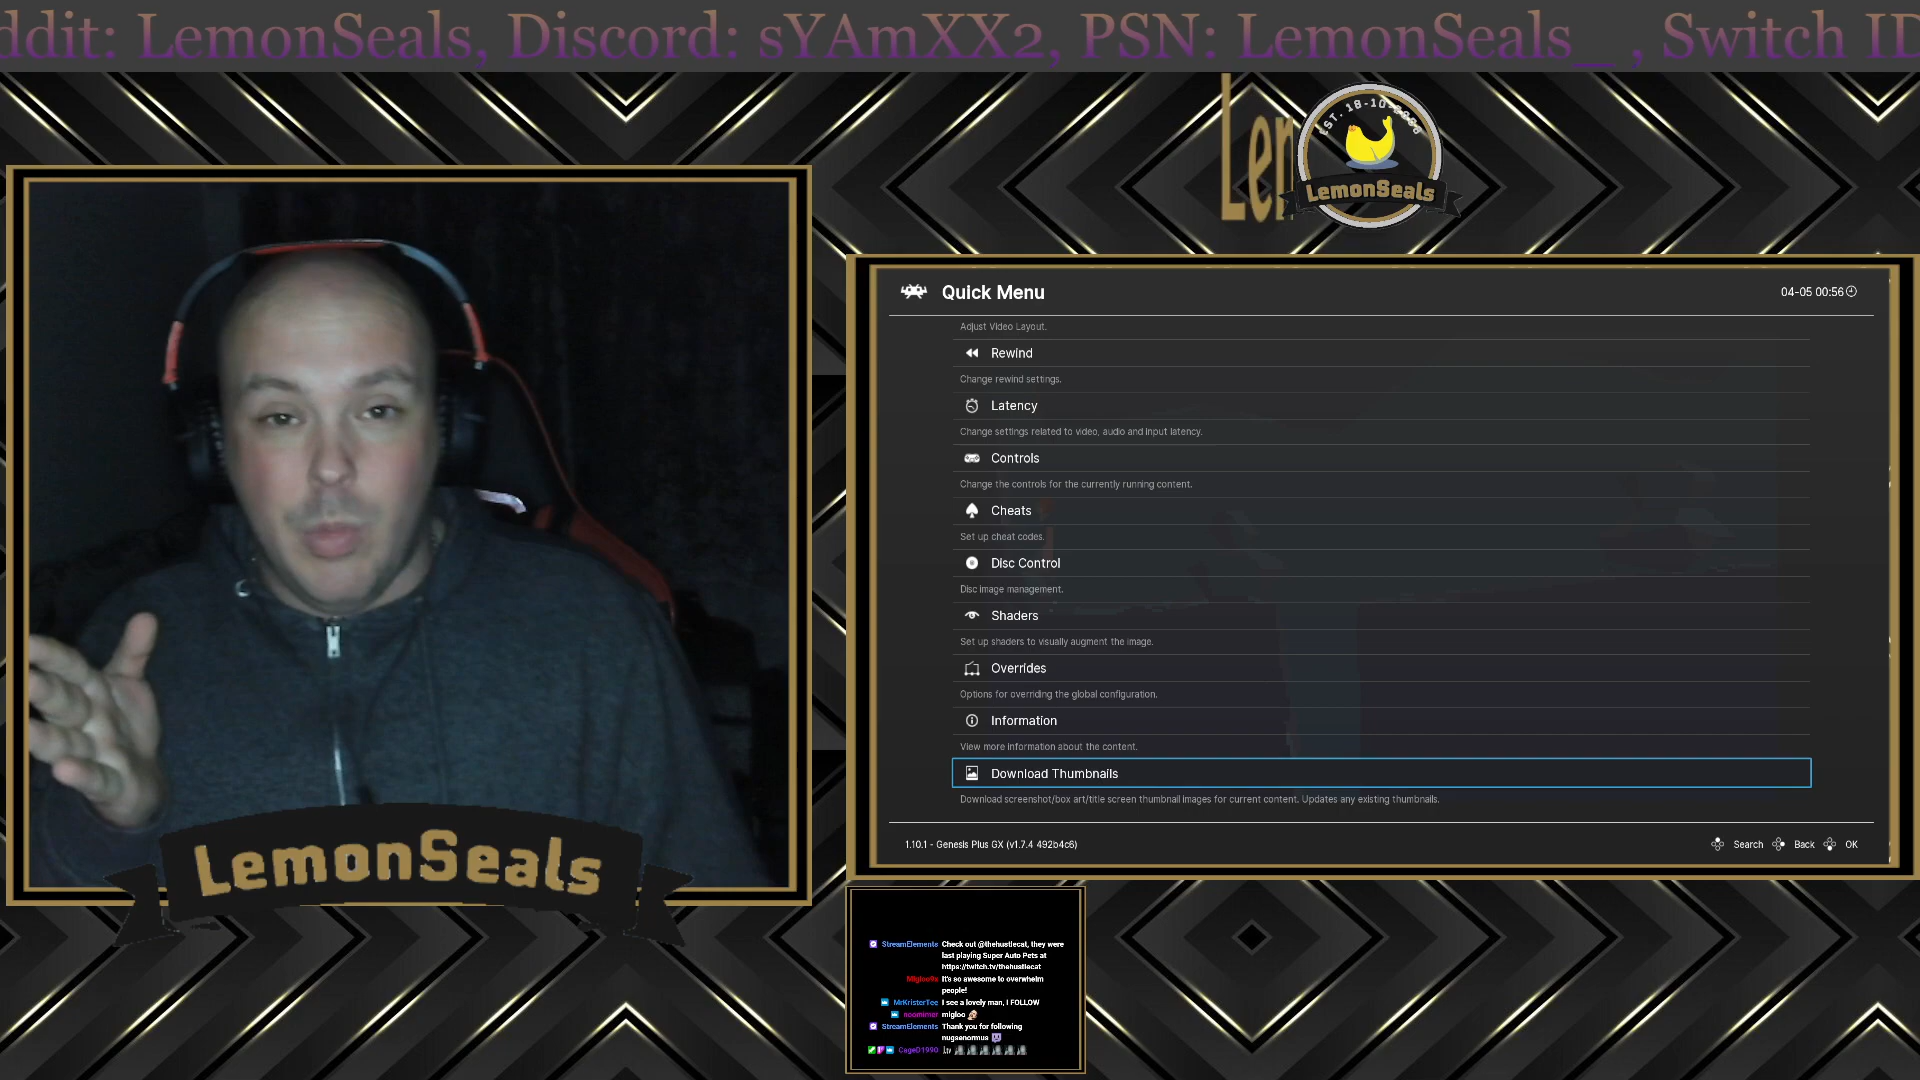 ddit: LemonSeals, Discord: sYAmXX2, PSN: LemonSeals__ , Switch ID
Len
EST. 18-10-
LemonSeals
Quick Menu
04-05 00:56
Adjust Video Layout.
Rewind
Change rewind settings.
Latency
Change settings related to video, audio and input latency.
Controls
Change the controls for the currently running content.
Cheats
Set up cheat codes.
Disc Control
Disc image management.
Shaders
Set up shaders to visually augment the image.
Overrides
Options for overriding the global configuration.
Information
View more information about the content.
Download Thumbnails
Download screenshot/box art/title screen thumbnail images for current content. Updates any existing thumbnails.
1.10.1 - Genesis Plus GX (v1.7.4 492b4c6)
Search Back OK
LemonSeals
StreamElements Check out @thehustlecat, they were
last playing Super Auto Pets at
https://twitch.tv/thehustlecat
Migloo9x It's so awesome to overwhelm
people!
MrKristerTee I see a lovely man, I FOLLOW
noomimor migloo
StreamElements Thank you for following
nugsenormus
CageD1990